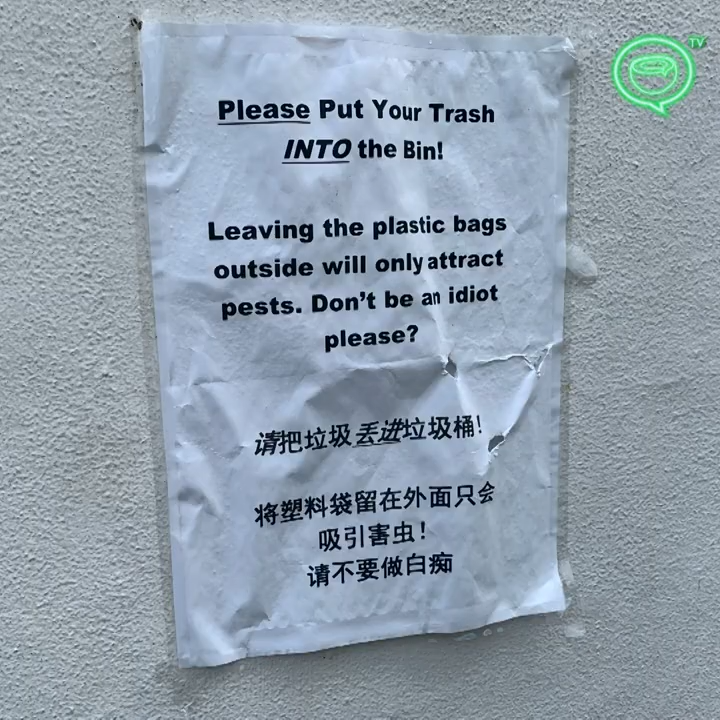 Please Put Your Trash
INTO the Bin!
Leaving the plastic bags
outside will only attract
pests. Don't be an idiot
please?
请把垃圾丢进垃圾桶!
将塑料袋留在外面只会
吸引害虫!
请不要做白痴
TV